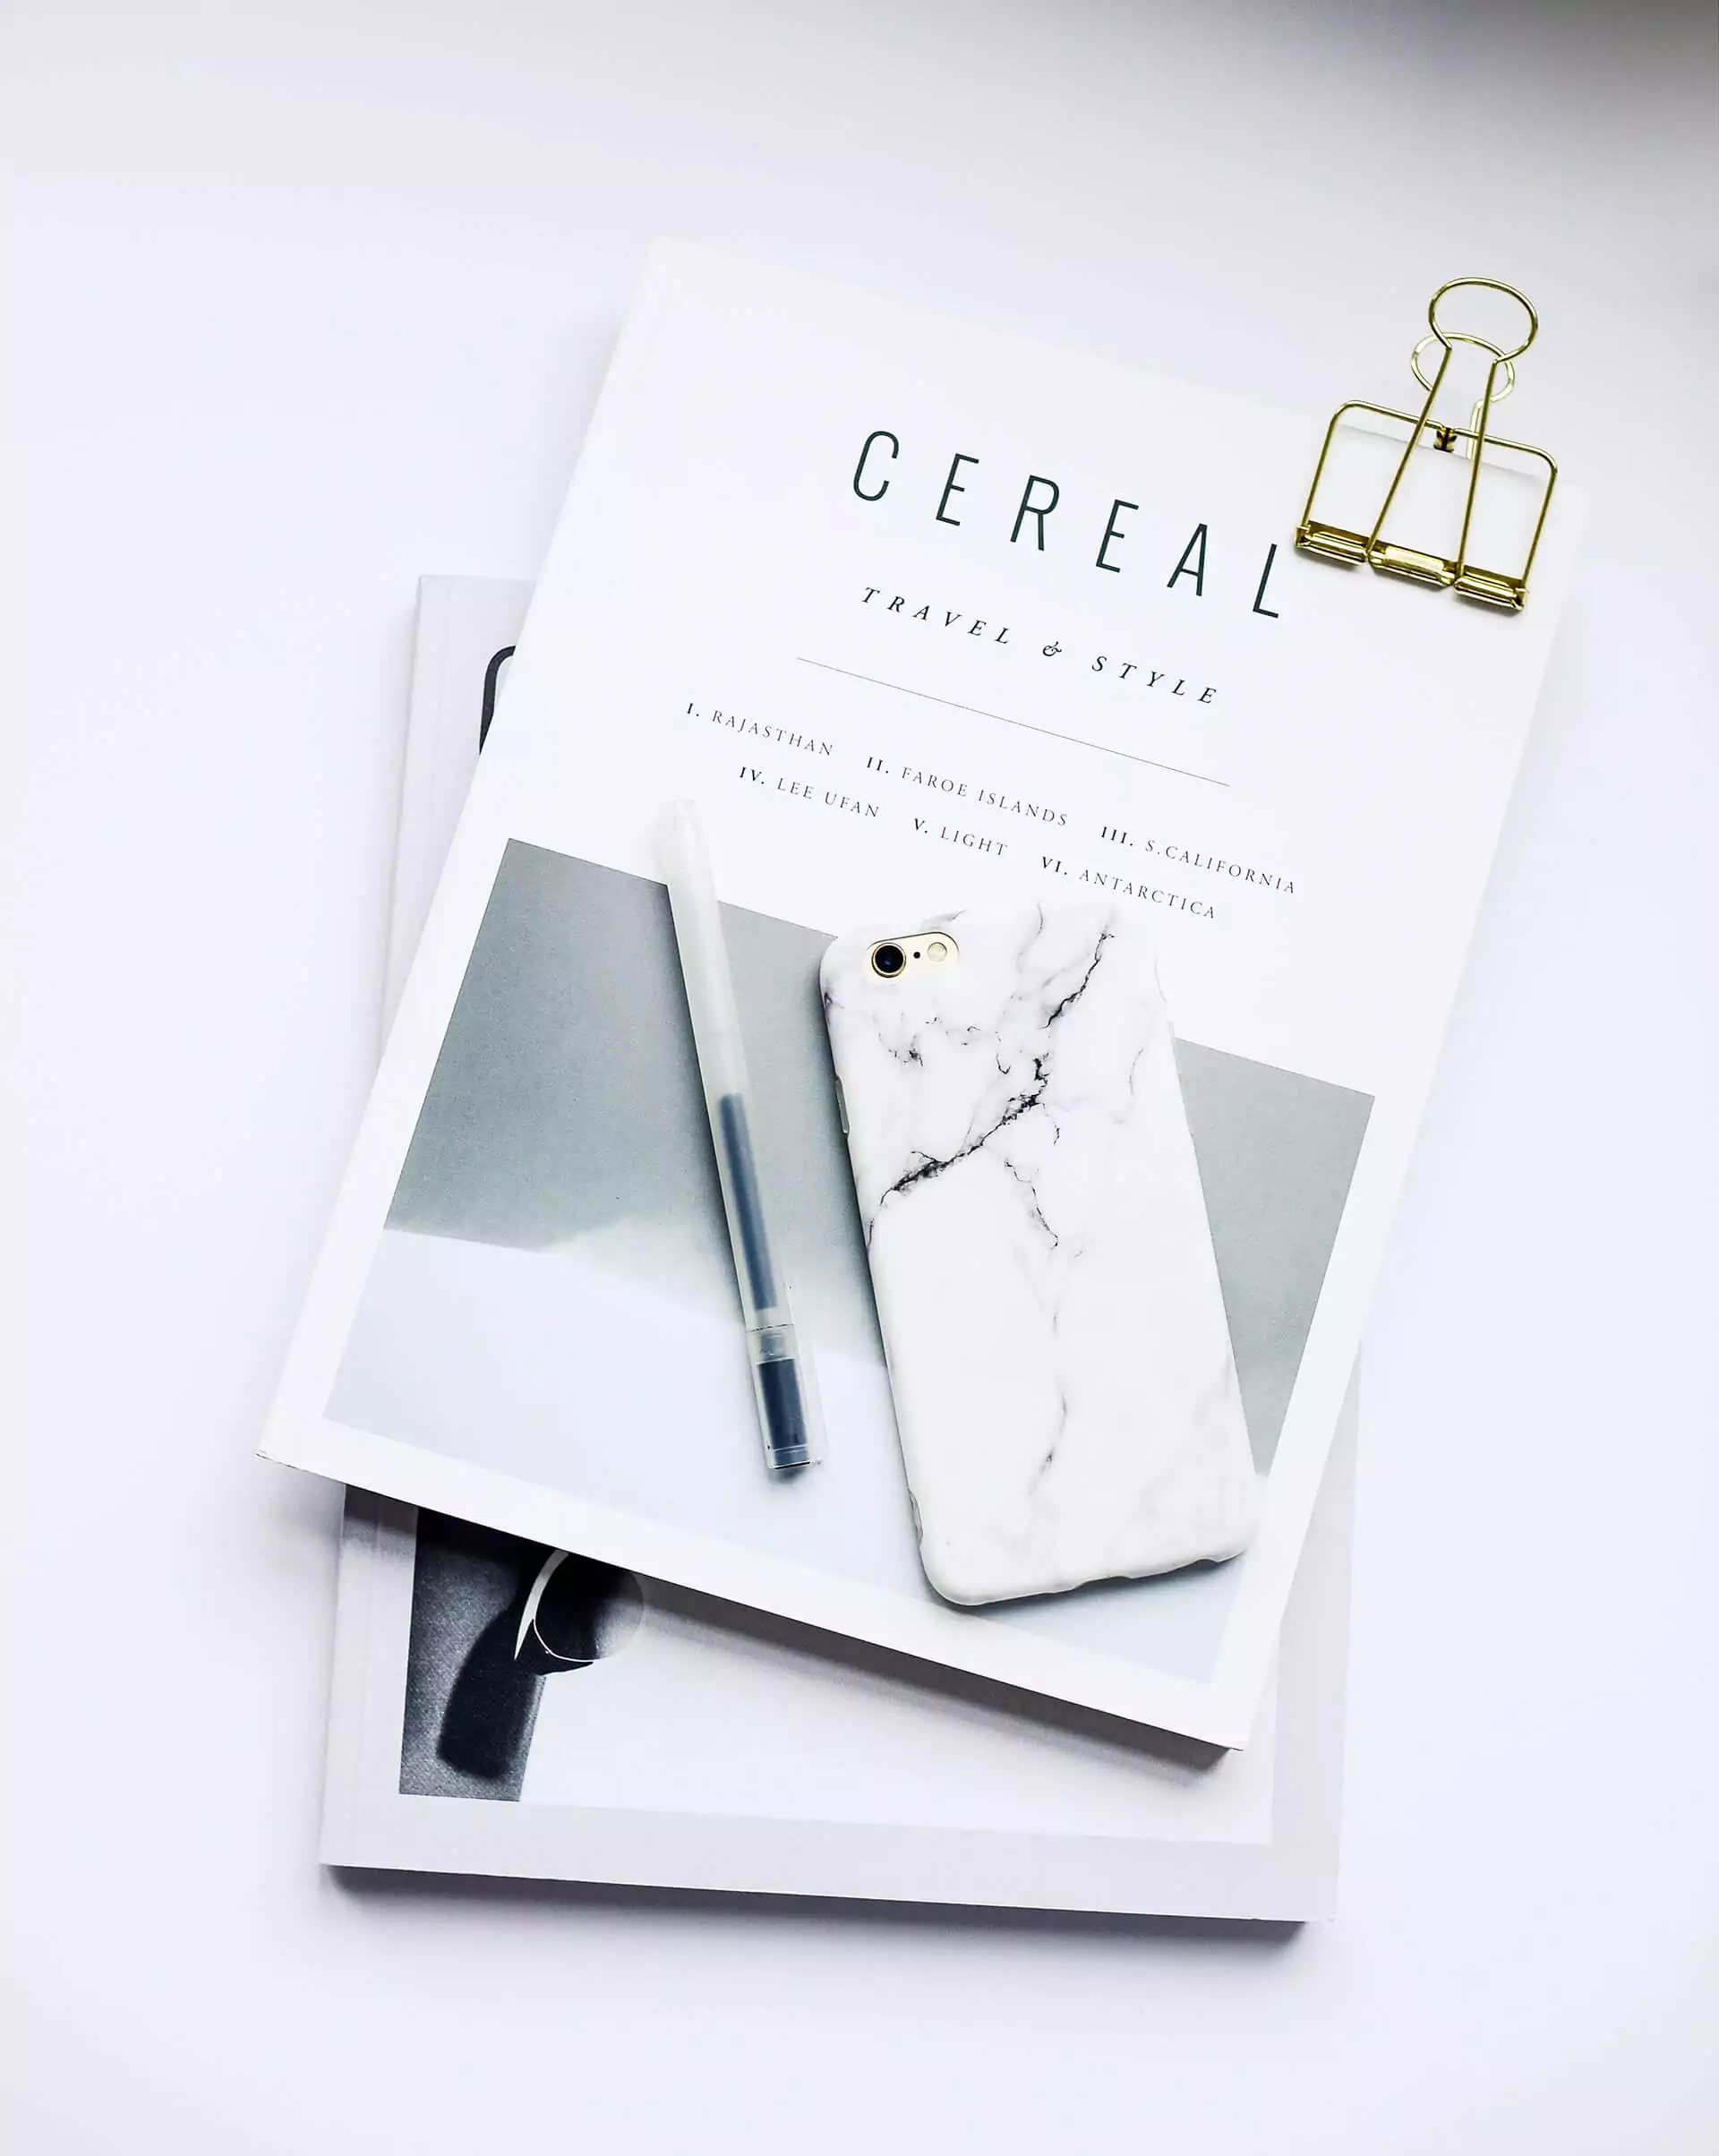 CEREAL
TRAVEL & STYLE
I. RAJASTHAN II. FAROE ISLANDS III. S.CALIFORNIA
IV. LEE UFAN V. LIGHT VI. ANTARCTICA